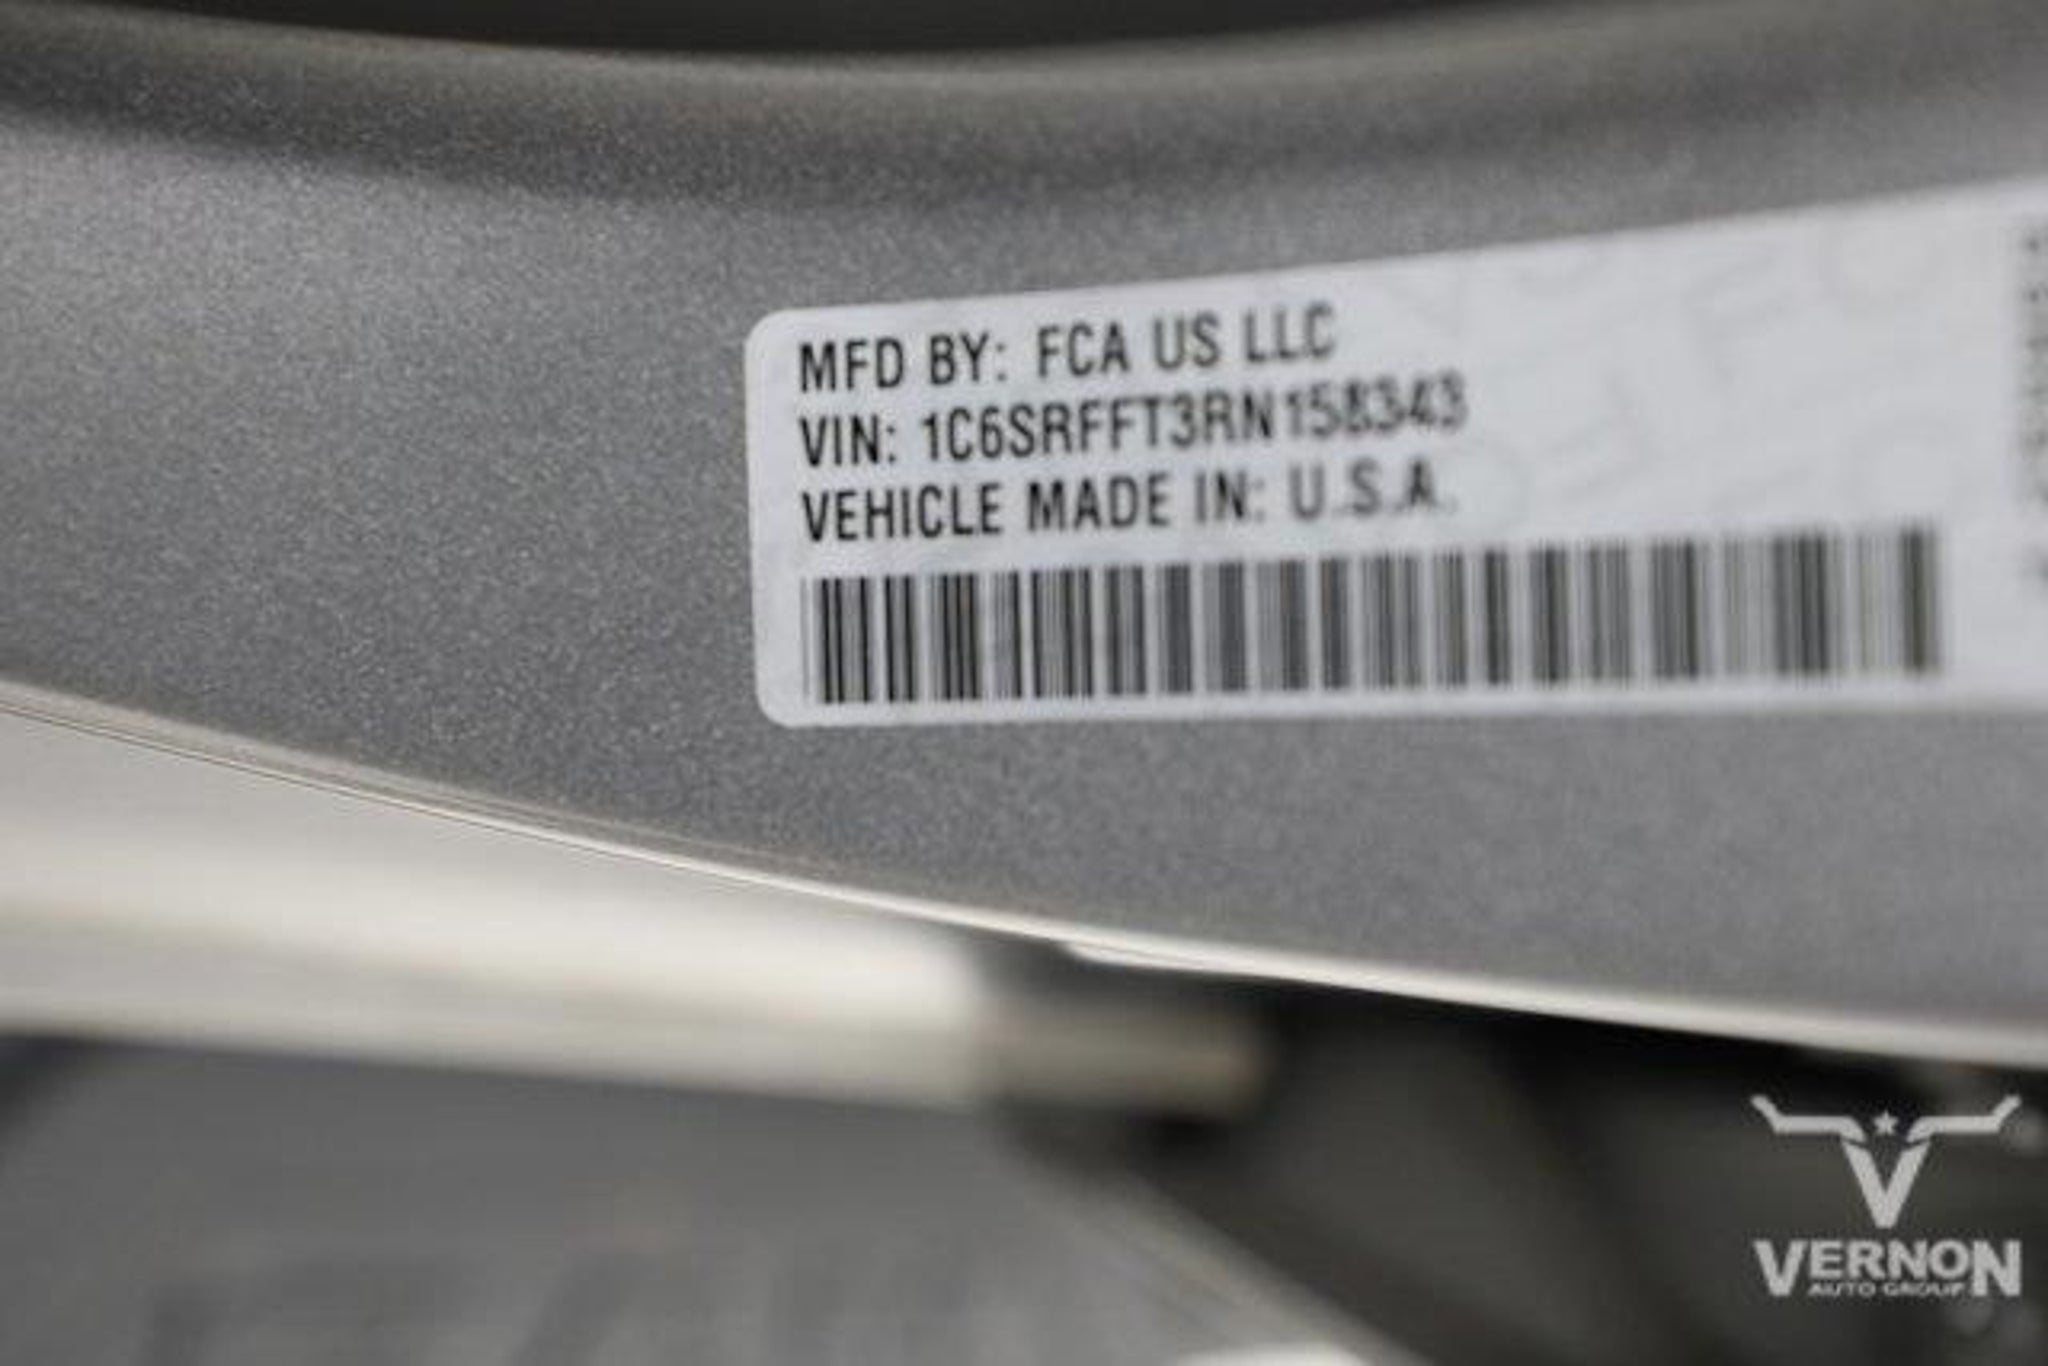 MFD BY: FCA US LLC
VIN: 1C6SRFFT3RN158343
VEHICLE MADE IN: U.S.A.
VERNON
AUTO GROUP